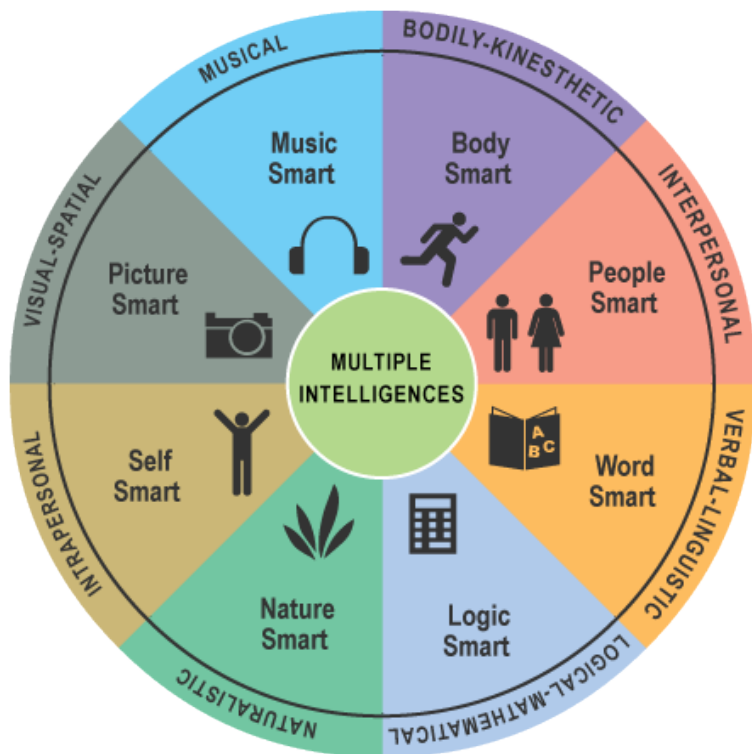 MUSICAL
BODILY-KINESTHETIC
Music
Smart
Body
Smart
VISUAL-SPATIAL
INTERPERSONAL
Picture
Smart
People
Smart
MULTIPLE
INTELLIGENCES
INTRAPERSONAL
VERBAL-LINGUISTIC
Self
Smart
A
B C
Word
Smart
Nature
Smart
Logic
Smart
NATURALISTIC
LOGICAL-MATHEMATICAL